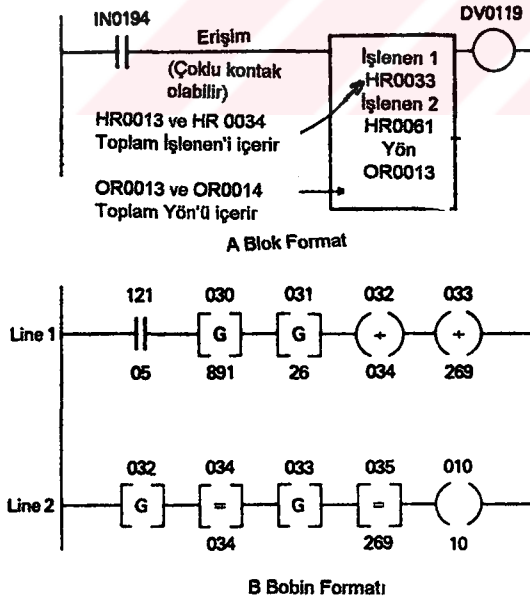 IN0194
DV0119
Erişim
(Çoklu kontak
olabilir)
HR0013 ve HR 0034
Toplam İşlenen'i içerir
OR0013 ve OR0014
Toplam Yön'ü içerir
İşlenen 1
HR0033
İşlenen 2
HR0061
Yön
OR0013
A Blok Format
121 030 031 032 033
Line 1 G G + +
05 891 26 034 269
032 034 033 035 010
Line 2 G = G =
034 269 10
B Bobin Formatı